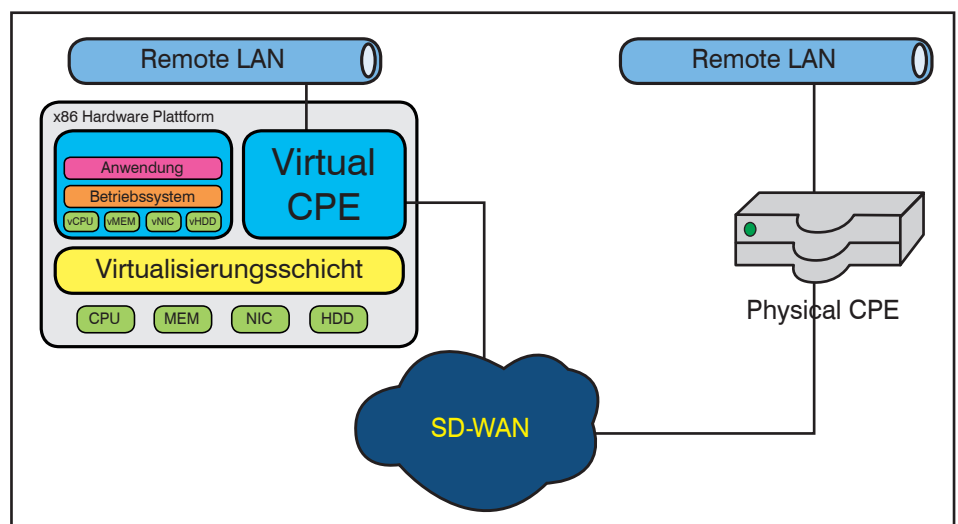 Remote LAN
Remote LAN
x86 Hardware Plattform
Anwendung
Betriebssystem
vCPU
vMEM
vNIC
vHDD
Virtual
CPE
Virtualisierungsschicht
CPU
MEM
NIC
HDD
Physical CPE
SD-WAN